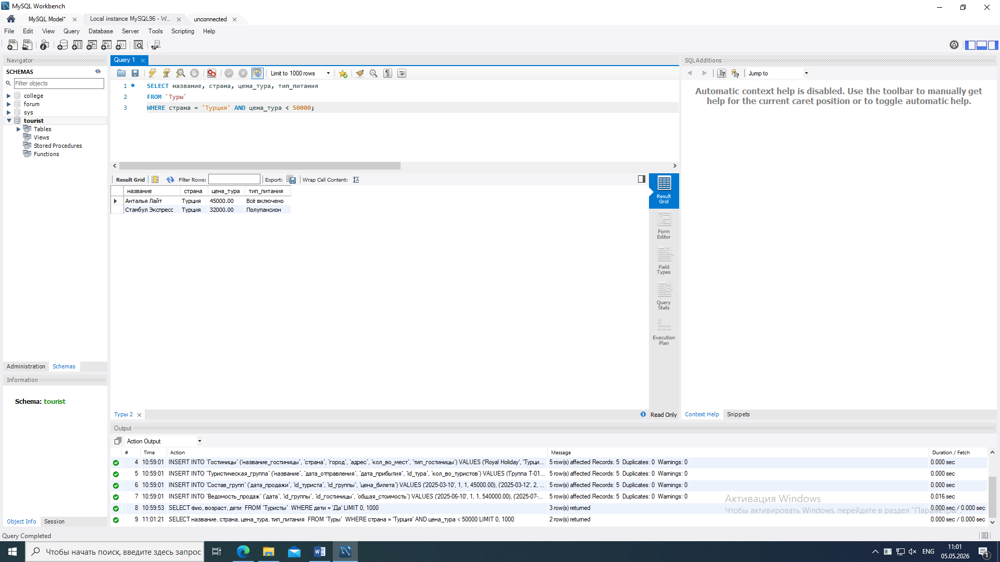 MySQL Workbench
MySQL Model* Local instance MySQL96 - W... unconnected
File Edit View Query Database Server Tools Scripting Help
Navigator
SCHEMAS
Filter objects
college
forum
sys
tourist
Tables
Views
Stored Procedures
Functions
Administration Schemas
Information
Schema: tourist
Object Info Session
Query 1
Limit to 1000 rows
1 SELECT название, страна, цена_тура, тип_питания
2 FROM `Туры`
3 WHERE страна = 'Турция' AND цена_тура < 50000;
Result Grid Filter Rows: Export: Wrap Cell Content:
название страна цена_тура тип_питания
Анталья Лайт Турция 45000.00 Всё включено
Стамбул Экспресс Турция 32000.00 Полупансион
Result Grid
Form Editor
Field Types
Query Stats
Execution Plan
Туры 2 Read Only
SQLAdditions
Jump to
Automatic context help is disabled. Use the toolbar to manually get
help for the current caret position or to toggle automatic help.
Context Help Snippets
Output
Action Output
# Time Action Message Duration / Fetch
4 10:59:01 INSERT INTO `Гостиницы` (`название_гостиницы`, `страна`, `город`, `адрес`, `кол_во_мест`, `тип_гостиницы`) VALUES ('Royal Holiday', 'Турци... 5 row(s) affected Records: 5 Duplicates: 0 Warnings: 0 0.000 sec
5 10:59:01 INSERT INTO `Туристическая_группа` (`название`, `дата_отправления`, `дата_прибытия`, `id_тура`, `кол_во_туристов`) VALUES ('Группа Т-01... 5 row(s) affected Records: 5 Duplicates: 0 Warnings: 0 0.000 sec
6 10:59:01 INSERT INTO `Состав_групп` (`дата_продажи`, `id_туриста`, `id_группы`, `цена_билета`) VALUES ('2025-03-10', 1, 1, 45000.00), ('2025-03-12', 2, ... 5 row(s) affected Records: 5 Duplicates: 0 Warnings: 0 0.000 sec
7 10:59:01 INSERT INTO `Ведомость_продаж` (`дата`, `id_группы`, `id_гостиницы`, `общая_стоимость`) VALUES ('2025-06-10', 1, 1, 540000.00), ('2025-07-... 5 row(s) affected Records: 5 Duplicates: 0 Warnings: 0 0.016 sec
8 10:59:53 SELECT фио, возраст, дети FROM `Туристы` WHERE дети = 'Да' LIMIT 0, 1000 3 row(s) returned 0.000 sec / 0.000 sec
9 11:01:21 SELECT название, страна, цена_тура, тип_питания FROM `Туры` WHERE страна = 'Турция' AND цена_тура < 50000 LIMIT 0, 1000 2 row(s) returned 0.000 sec / 0.000 sec
Активация Windows
Чтобы активировать Windows, перейдите в раздел "Параметры".
Query Completed
Чтобы начать поиск, введите здесь запрос
ENG
11:01
05.05.2026
1